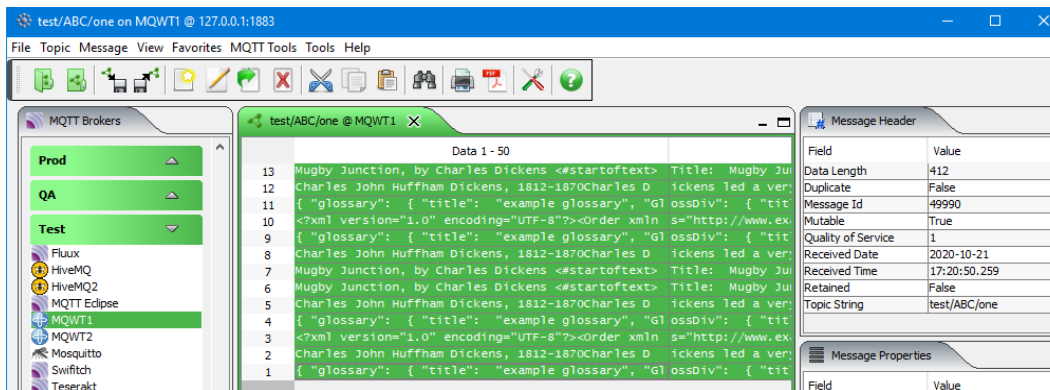 test/ABC/one on MQWT1 @ 127.0.0.1:1883
File Topic Message View Favorites MQTT Tools Tools Help
PDF
MQTT Brokers
Prod
QA
Test
Fluux
HiveMQ
HiveMQ2
MQTT Eclipse
MQWT1
MQWT2
Mosquitto
Swifitch
Teserakt
test/ABC/one @ MQWT1
Data 1 - 50
13 Mugby Junction, by Charles Dickens <#startoftext> Title: Mugby Ju
12 Charles John Huffham Dickens, 1812-1870Charles D ickens led a very
11 { "glossary": { "title": "example glossary", "Gl ossDiv": { "tit
10 <?xml version="1.0" encoding="UTF-8"?><Order xmln s="http://www.ex
9 { "glossary": { "title": "example glossary", "Gl ossDiv": { "tit
8 Charles John Huffham Dickens, 1812-1870Charles D ickens led a very
7 Mugby Junction, by Charles Dickens <#startoftext> Title: Mugby Ju
6 Mugby Junction, by Charles Dickens <#startoftext> Title: Mugby Ju
5 Charles John Huffham Dickens, 1812-1870Charles D ickens led a very
4 { "glossary": { "title": "example glossary", "Gl ossDiv": { "tit
3 <?xml version="1.0" encoding="UTF-8"?><Order xmln s="http://www.ex
2 Charles John Huffham Dickens, 1812-1870Charles D ickens led a very
1 { "glossary": { "title": "example glossary", "Gl ossDiv": { "tit
Message Header
Field Value
Data Length 412
Duplicate False
Message Id 49990
Mutable True
Quality of Service 1
Received Date 2020-10-21
Received Time 17:20:50.259
Retained False
Topic String test/ABC/one
Message Properties
Field Value